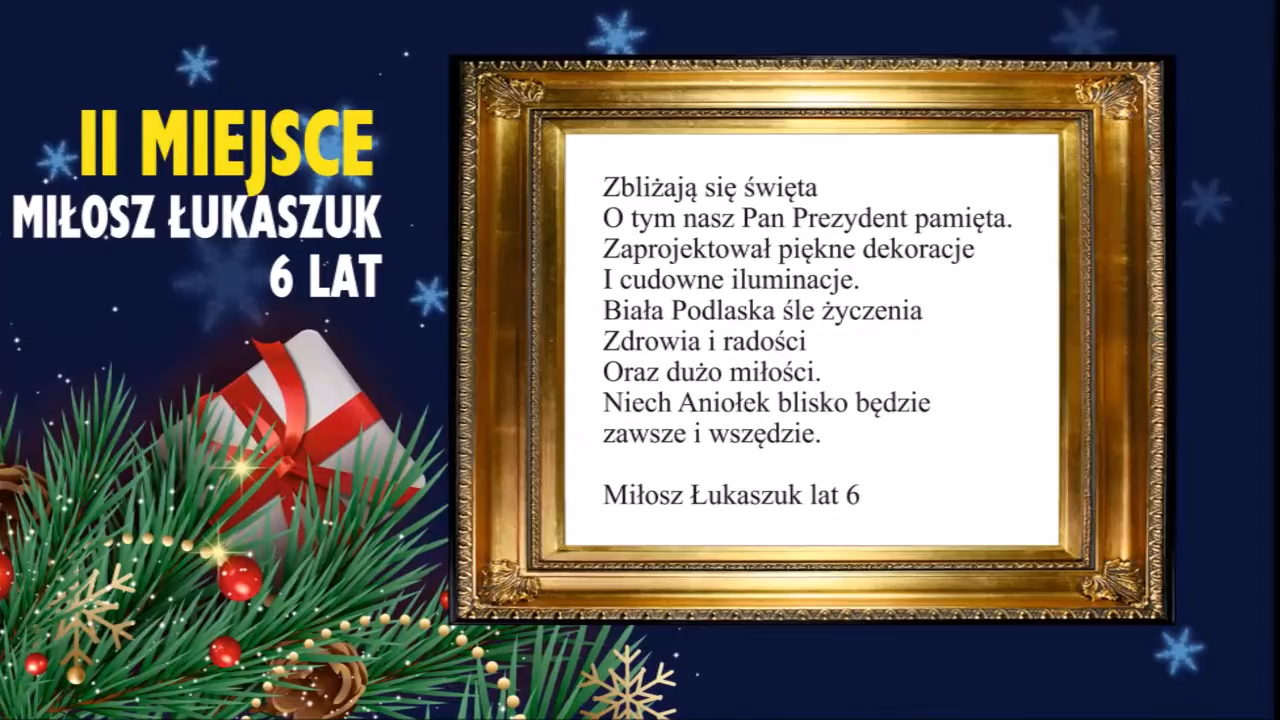 II MIEJSCE
MIŁOSZ ŁUKASZUK
6 LAT
Zbliżają się święta
O tym nasz Pan Prezydent pamięta.
Zaprojektował piękne dekoracje
I cudowne iluminacje.
Biała Podlaska śle życzenia
Zdrowia i radości
Oraz dużo miłości.
Niech Aniołek blisko będzie
zawsze i wszędzie.
Miłosz Łukaszuk lat 6